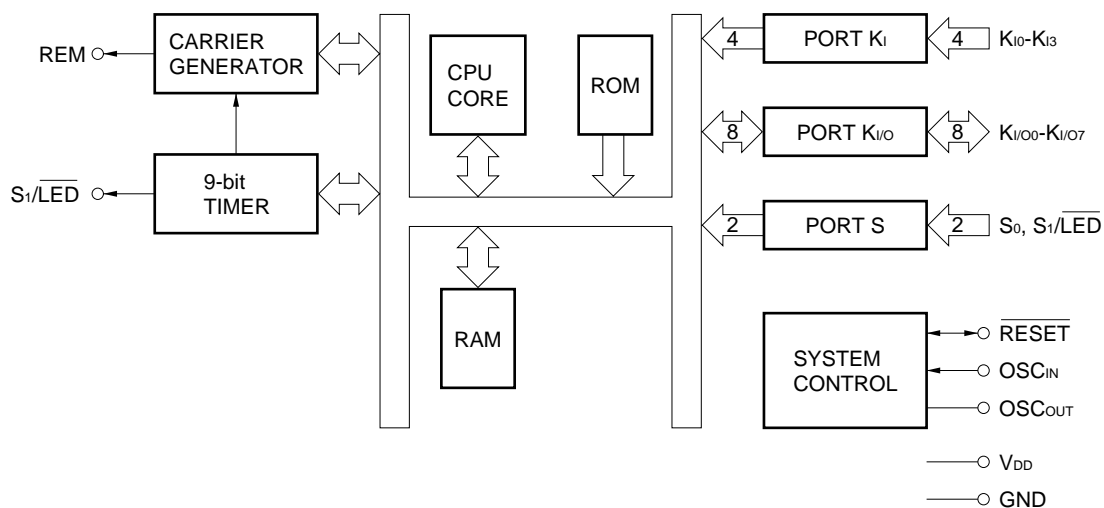 REM
CARRIER
GENERATOR
S1/LED
9-bit
TIMER
CPU
CORE
ROM
RAM
4
PORT KI
4
KI0-KI3
8
PORT KI/O
8
KI/O0-KI/O7
2
PORT S
2
S0, S1/LED
SYSTEM
CONTROL
RESET
OSCIN
OSCOUT
VDD
GND